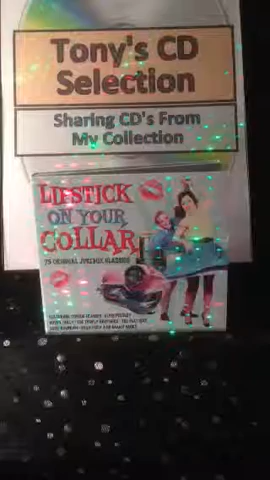 Tony's CD
Selection
Sharing CD's From
My Collection
LIPSTICK
ON YOUR
COLLAR
75 ORIGINAL JUKEBOX CLASSICS